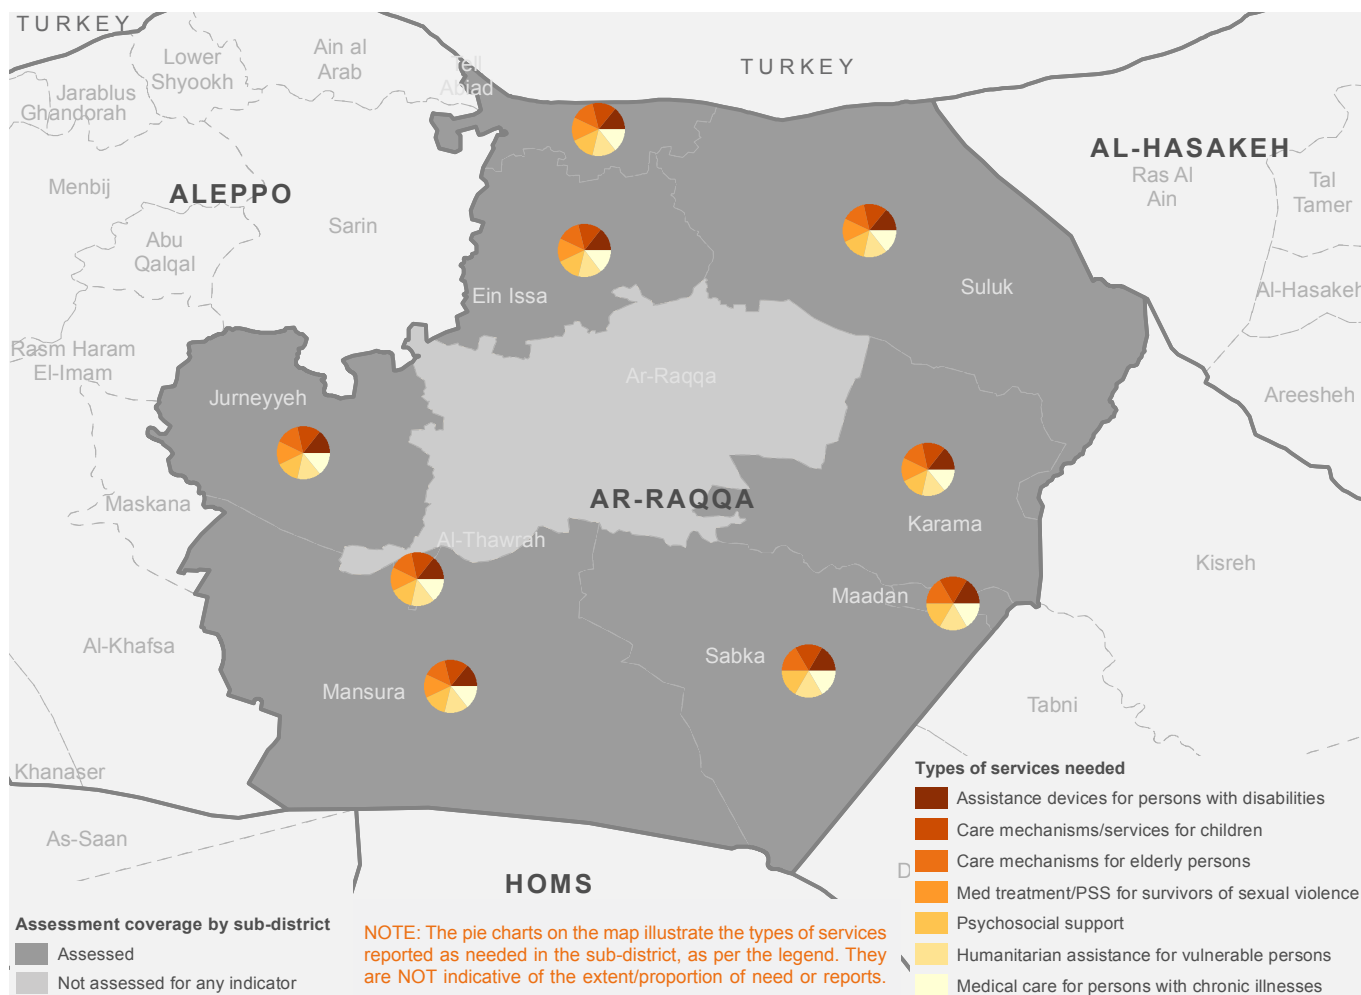 TURKEY
Lower
Shyookh
Ain al
Arab
Tell
Abiad
TURKEY
Jarablus
Ghandorah
AL-HASAKEH
Ras Al
Ain
Tal
Tamer
Menbij
ALEPPO
Sarin
Abu
Qalqal
Suluk
Ein Issa
Al-Hasakeh
Rasm Haram
El-Imam
Ar-Raqqa
Jurneyyeh
Areesheh
Maskana
AR-RAQQA
Karama
Al-Thawrah
Kisreh
Maadan
Al-Khafsa
Sabka
Mansura
Tabni
Khanaser
As-Saan
HOMS
D
Types of services needed
Assistance devices for persons with disabilities
Care mechanisms/services for children
Care mechanisms for elderly persons
Med treatment/PSS for survivors of sexual violence
Psychosocial support
Humanitarian assistance for vulnerable persons
Medical care for persons with chronic illnesses
Assessment coverage by sub-district
Assessed
Not assessed for any indicator
NOTE: The pie charts on the map illustrate the types of services
reported as needed in the sub-district, as per the legend. They
are NOT indicative of the extent/proportion of need or reports.